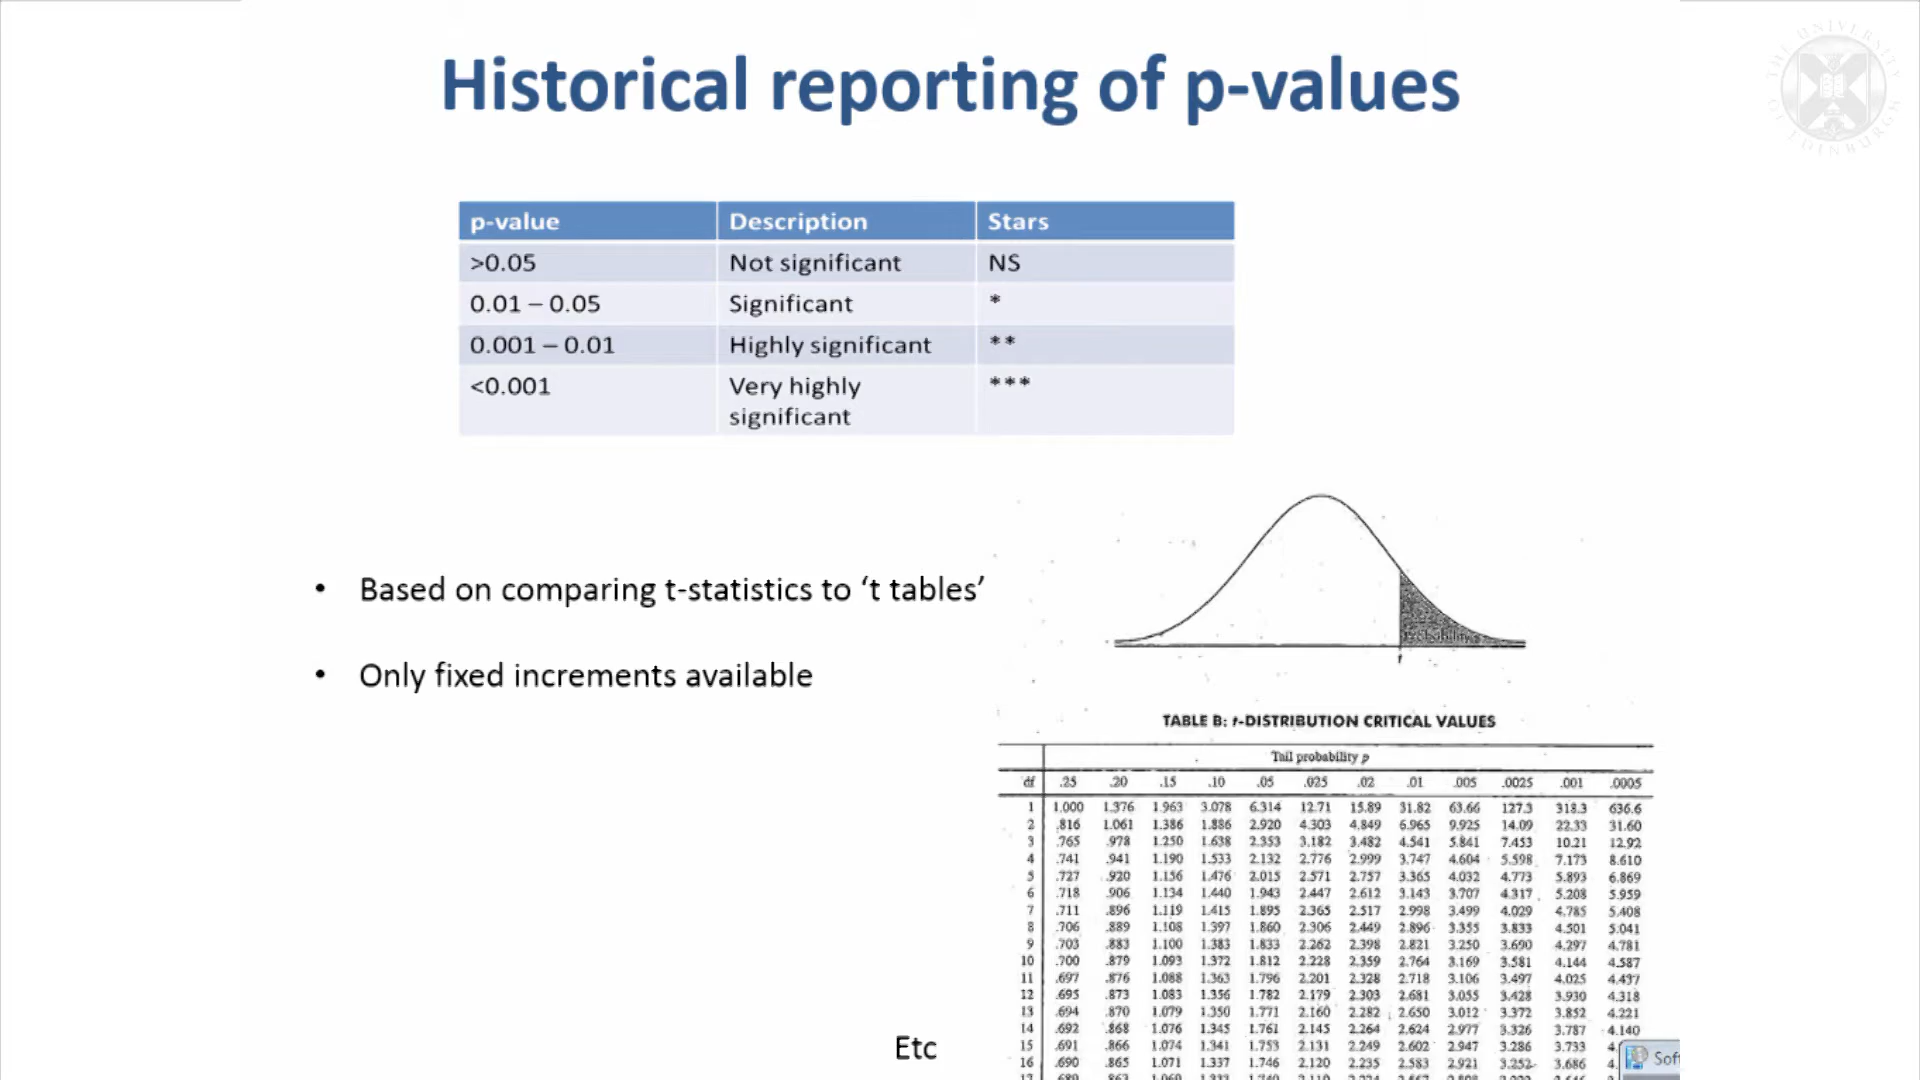 Historical reporting of p-values
THE UNIVERSITY OF EDINBURGH
p-value Description Stars
>0.05 Not significant NS
0.01 – 0.05 Significant *
0.001 – 0.01 Highly significant **
<0.001 Very highly ***
significant
• Based on comparing t-statistics to ‘t tables’
• Only fixed increments available
Probability
t
TABLE B: t-DISTRIBUTION CRITICAL VALUES
Tail probability p
df .25 .20 .15 .10 .05 .025 .02 .01 .005 .0025 .001 .0005
1 1.000 1.376 1.963 3.078 6.314 12.71 15.89 31.82 63.66 127.3 318.3 636.6
2 .816 1.061 1.386 1.886 2.920 4.303 4.849 6.965 9.925 14.09 22.33 31.60
3 .765 .978 1.250 1.638 2.353 3.182 3.482 4.541 5.841 7.453 10.21 12.92
4 .741 .941 1.190 1.533 2.132 2.776 2.999 3.747 4.604 5.598 7.173 8.610
5 .727 .920 1.156 1.476 2.015 2.571 2.757 3.365 4.032 4.773 5.893 6.869
6 .718 .906 1.134 1.440 1.943 2.447 2.612 3.143 3.707 4.317 5.208 5.959
7 .711 .896 1.119 1.415 1.895 2.365 2.517 2.998 3.499 4.029 4.785 5.408
8 .706 .889 1.108 1.397 1.860 2.306 2.449 2.896 3.355 3.833 4.501 5.041
9 .703 .883 1.100 1.383 1.833 2.262 2.398 2.821 3.250 3.690 4.297 4.781
10 .700 .879 1.093 1.372 1.812 2.228 2.359 2.764 3.169 3.581 4.144 4.587
11 .697 .876 1.088 1.363 1.796 2.201 2.328 2.718 3.106 3.497 4.025 4.437
12 .695 .873 1.083 1.356 1.782 2.179 2.303 2.681 3.055 3.428 3.930 4.318
13 .694 .870 1.079 1.350 1.771 2.160 2.282 2.650 3.012 3.372 3.852 4.221
14 .692 .868 1.076 1.345 1.761 2.145 2.264 2.624 2.977 3.326 3.787 4.140
15 .691 .866 1.074 1.341 1.753 2.131 2.249 2.602 2.947 3.286 3.733 4.
16 .690 .865 1.071 1.337 1.746 2.120 2.235 2.583 2.921 3.252 3.686 4.
Etc
Soft